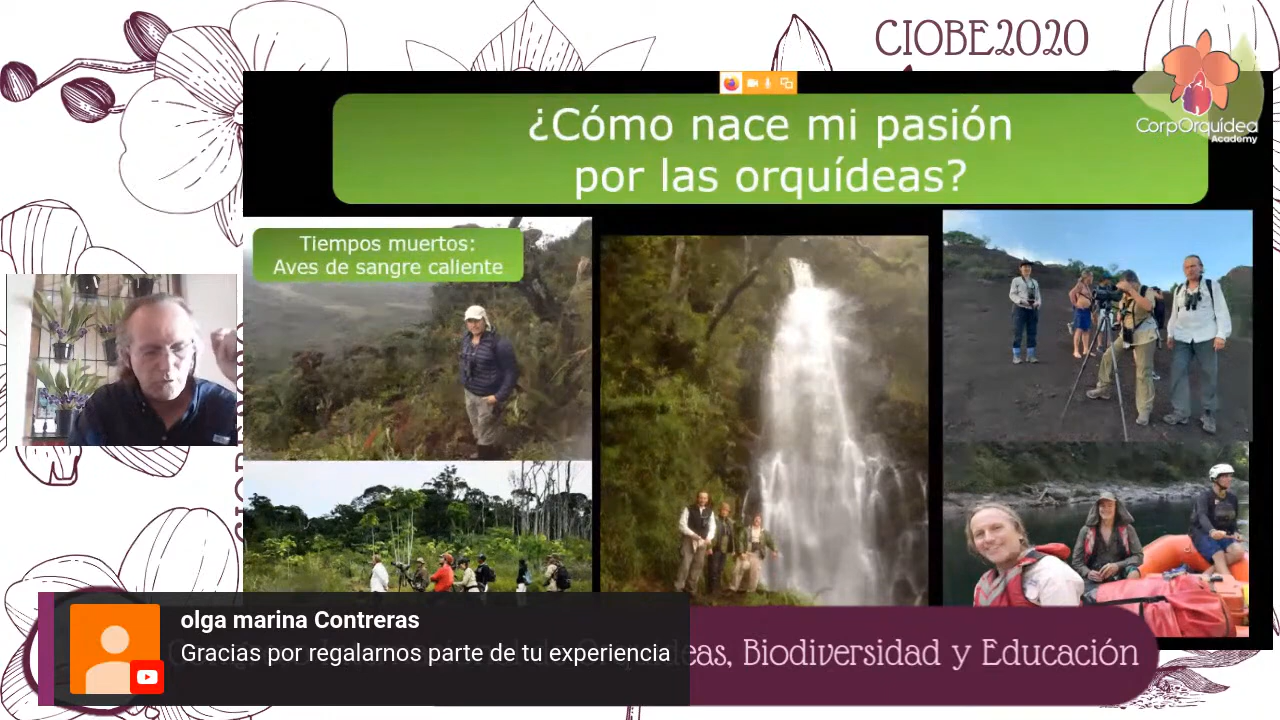 CIOBE2020
CorpOrquídea
Academy
¿Cómo nace mi pasión
por las orquídeas?
Tiempos muertos:
Aves de sangre caliente
olga marina Contreras
Gracias por regalarnos parte de tu experiencia
eas, Biodiversidad y Educación